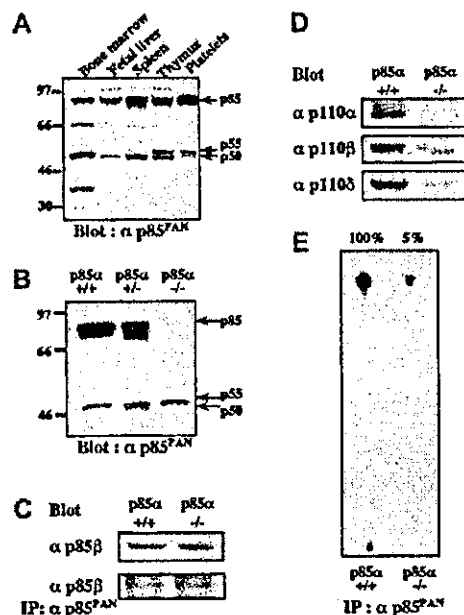 A
Bone marrow
Fetal liver
Spleen
Thymus
Platelets
97
66
46
30
p85
p55
p50
Blot : α p85PAN
B
p85α +/+
p85α +/-
p85α -/-
97
66
46
p85
p55
p50
Blot : α p85PAN
C
Blot
p85α +/+
p85α -/-
α p85β
α p85β
IP: α p85PAN
D
Blot
p85α +/+
p85α -/-
α p110α
α p110β
α p110δ
E
100%
5%
p85α +/+
p85α -/-
IP : α p85PAN